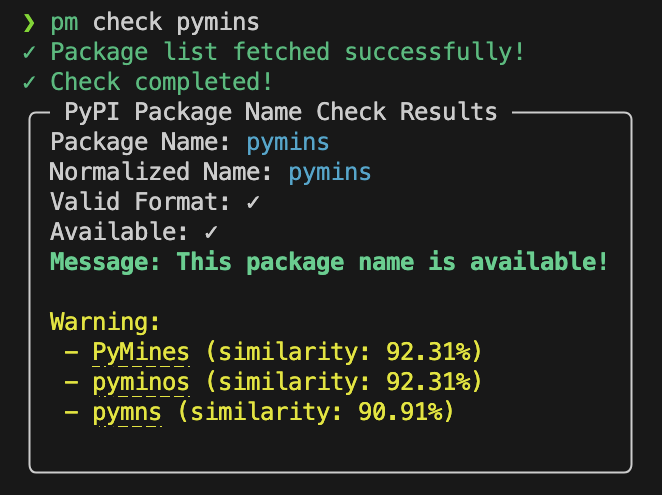 ❯ pm check pymins
✓ Package list fetched successfully!
✓ Check completed!
PyPI Package Name Check Results
Package Name: pymins
Normalized Name: pymins
Valid Format: ✓
Available: ✓
Message: This package name is available!
Warning:
- PyMines (similarity: 92.31%)
- pyminos (similarity: 92.31%)
- pymns (similarity: 90.91%)